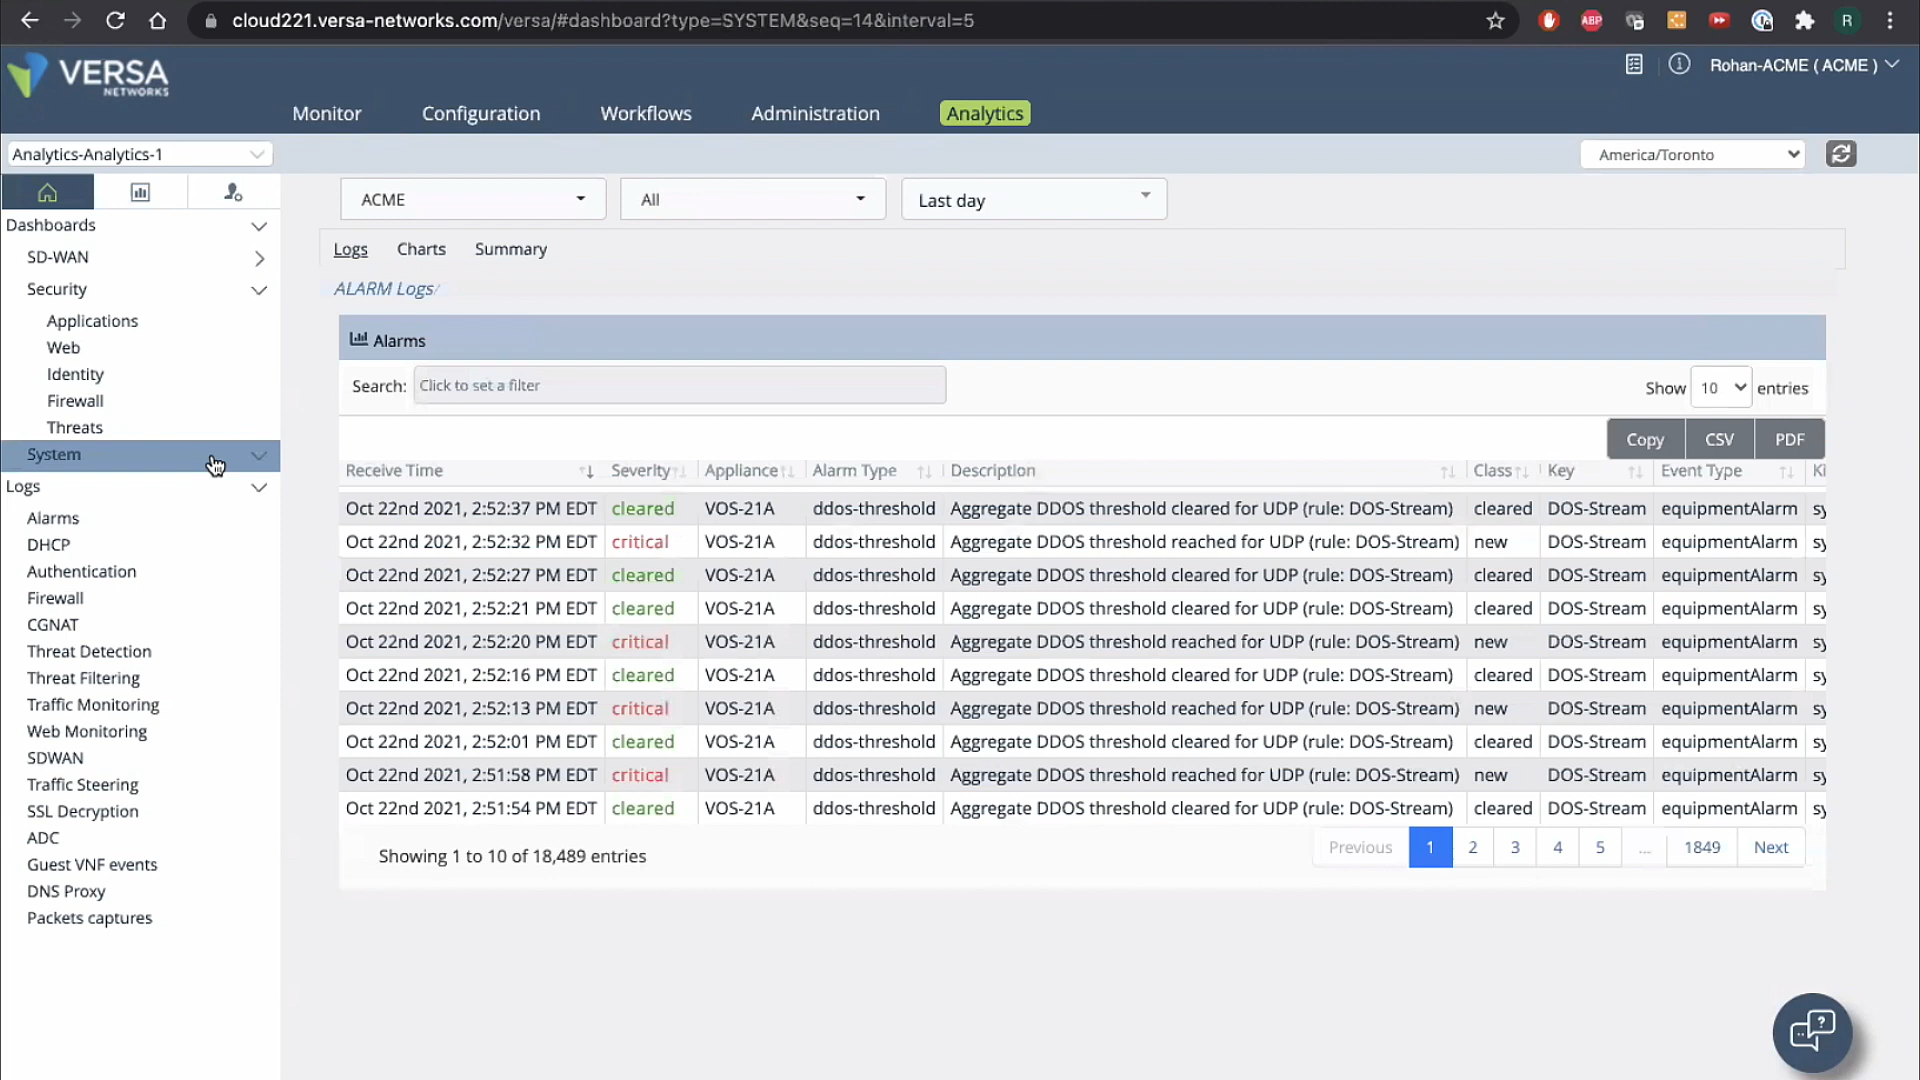 cloud221.versa-networks.com/versa/#dashboard?type=SYSTEM&seq=14&interval=5
ABP
R
VERSA
NETWORKS
Rohan-ACME ( ACME )
Monitor Configuration Workflows Administration Analytics
Analytics-Analytics-1
America/Toronto
Dashboards
SD-WAN
Security
Applications
Web
Identity
Firewall
Threats
System
Logs
Alarms
DHCP
Authentication
Firewall
CGNAT
Threat Detection
Threat Filtering
Traffic Monitoring
Web Monitoring
SDWAN
Traffic Steering
SSL Decryption
ADC
Guest VNF events
DNS Proxy
Packets captures
ACME All Last day
Logs Charts Summary
ALARM Logs/
Alarms
Search: Click to set a filter Show 10 entries
Copy CSV PDF
Receive Time Severity Appliance Alarm Type Description Class Key Event Type Ki
Oct 22nd 2021, 2:52:37 PM EDT cleared VOS-21A ddos-threshold Aggregate DDOS threshold cleared for UDP (rule: DOS-Stream) cleared DOS-Stream equipmentAlarm sy
Oct 22nd 2021, 2:52:32 PM EDT critical VOS-21A ddos-threshold Aggregate DDOS threshold reached for UDP (rule: DOS-Stream) new DOS-Stream equipmentAlarm sy
Oct 22nd 2021, 2:52:27 PM EDT cleared VOS-21A ddos-threshold Aggregate DDOS threshold cleared for UDP (rule: DOS-Stream) cleared DOS-Stream equipmentAlarm sy
Oct 22nd 2021, 2:52:21 PM EDT cleared VOS-21A ddos-threshold Aggregate DDOS threshold cleared for UDP (rule: DOS-Stream) cleared DOS-Stream equipmentAlarm sy
Oct 22nd 2021, 2:52:20 PM EDT critical VOS-21A ddos-threshold Aggregate DDOS threshold reached for UDP (rule: DOS-Stream) new DOS-Stream equipmentAlarm sy
Oct 22nd 2021, 2:52:16 PM EDT cleared VOS-21A ddos-threshold Aggregate DDOS threshold cleared for UDP (rule: DOS-Stream) cleared DOS-Stream equipmentAlarm sy
Oct 22nd 2021, 2:52:13 PM EDT critical VOS-21A ddos-threshold Aggregate DDOS threshold reached for UDP (rule: DOS-Stream) new DOS-Stream equipmentAlarm sy
Oct 22nd 2021, 2:52:01 PM EDT cleared VOS-21A ddos-threshold Aggregate DDOS threshold cleared for UDP (rule: DOS-Stream) cleared DOS-Stream equipmentAlarm sy
Oct 22nd 2021, 2:51:58 PM EDT critical VOS-21A ddos-threshold Aggregate DDOS threshold reached for UDP (rule: DOS-Stream) new DOS-Stream equipmentAlarm sy
Oct 22nd 2021, 2:51:54 PM EDT cleared VOS-21A ddos-threshold Aggregate DDOS threshold cleared for UDP (rule: DOS-Stream) cleared DOS-Stream equipmentAlarm sy
Showing 1 to 10 of 18,489 entries
Previous 1 2 3 4 5 ... 1849 Next